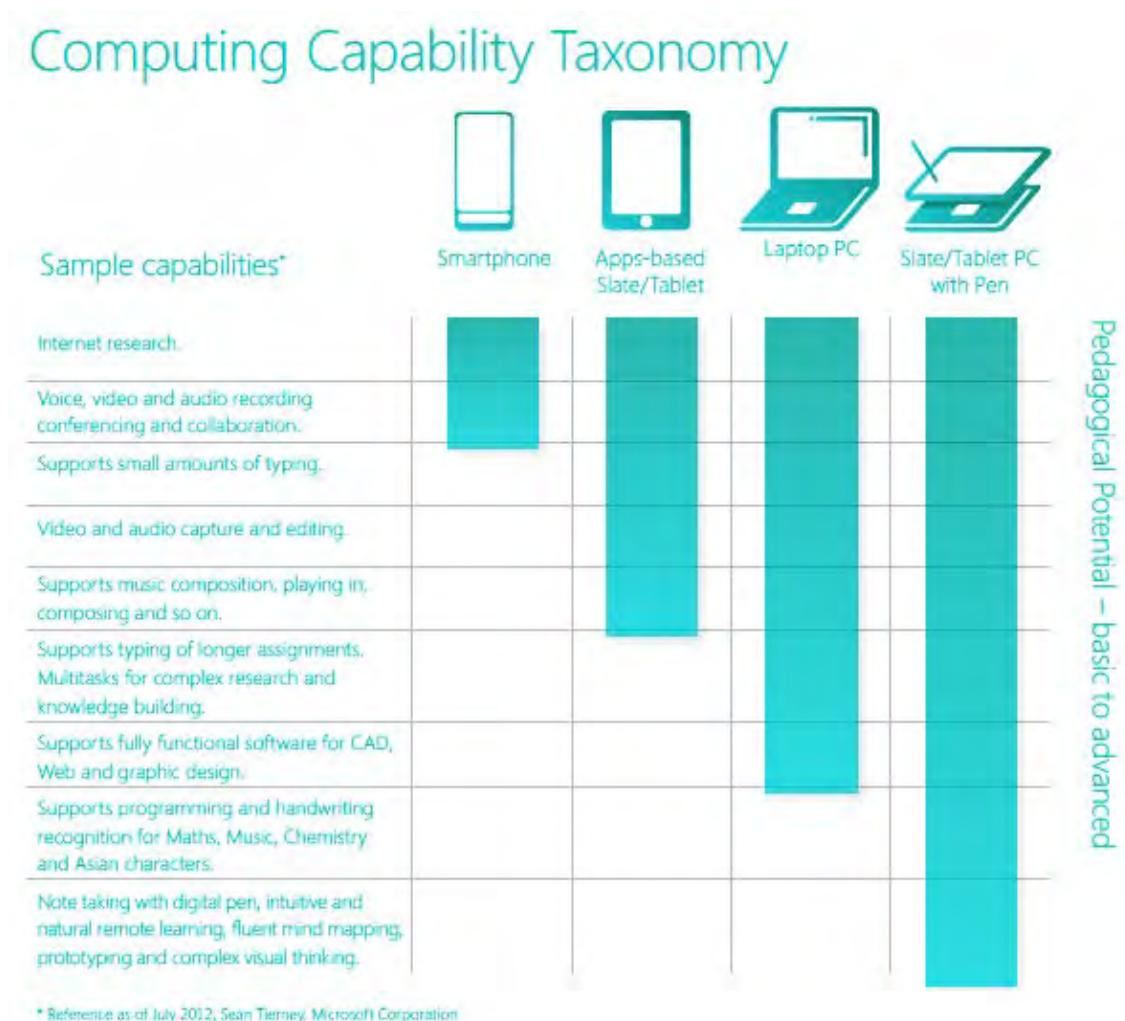 Computing Capability Taxonomy
Sample capabilities*
Smartphone
Apps-based
Slate/Tablet
Laptop PC
Slate/Tablet PC
with Pen
Internet research.
Voice, video and audio recording
conferencing and collaboration.
Supports small amounts of typing.
Video and audio capture and editing.
Supports music composition, playing in,
composing and so on.
Supports typing of longer assignments.
Multitasks for complex research and
knowledge building.
Supports fully functional software for CAD,
Web and graphic design.
Supports programming and handwriting
recognition for Maths, Music, Chemistry
and Asian characters.
Note taking with digital pen, intuitive and
natural remote learning, fluent mind mapping,
prototyping and complex visual thinking.
Pedagogical Potential – basic to advanced
* Reference as of July 2012, Sean Tierney, Microsoft Corporation